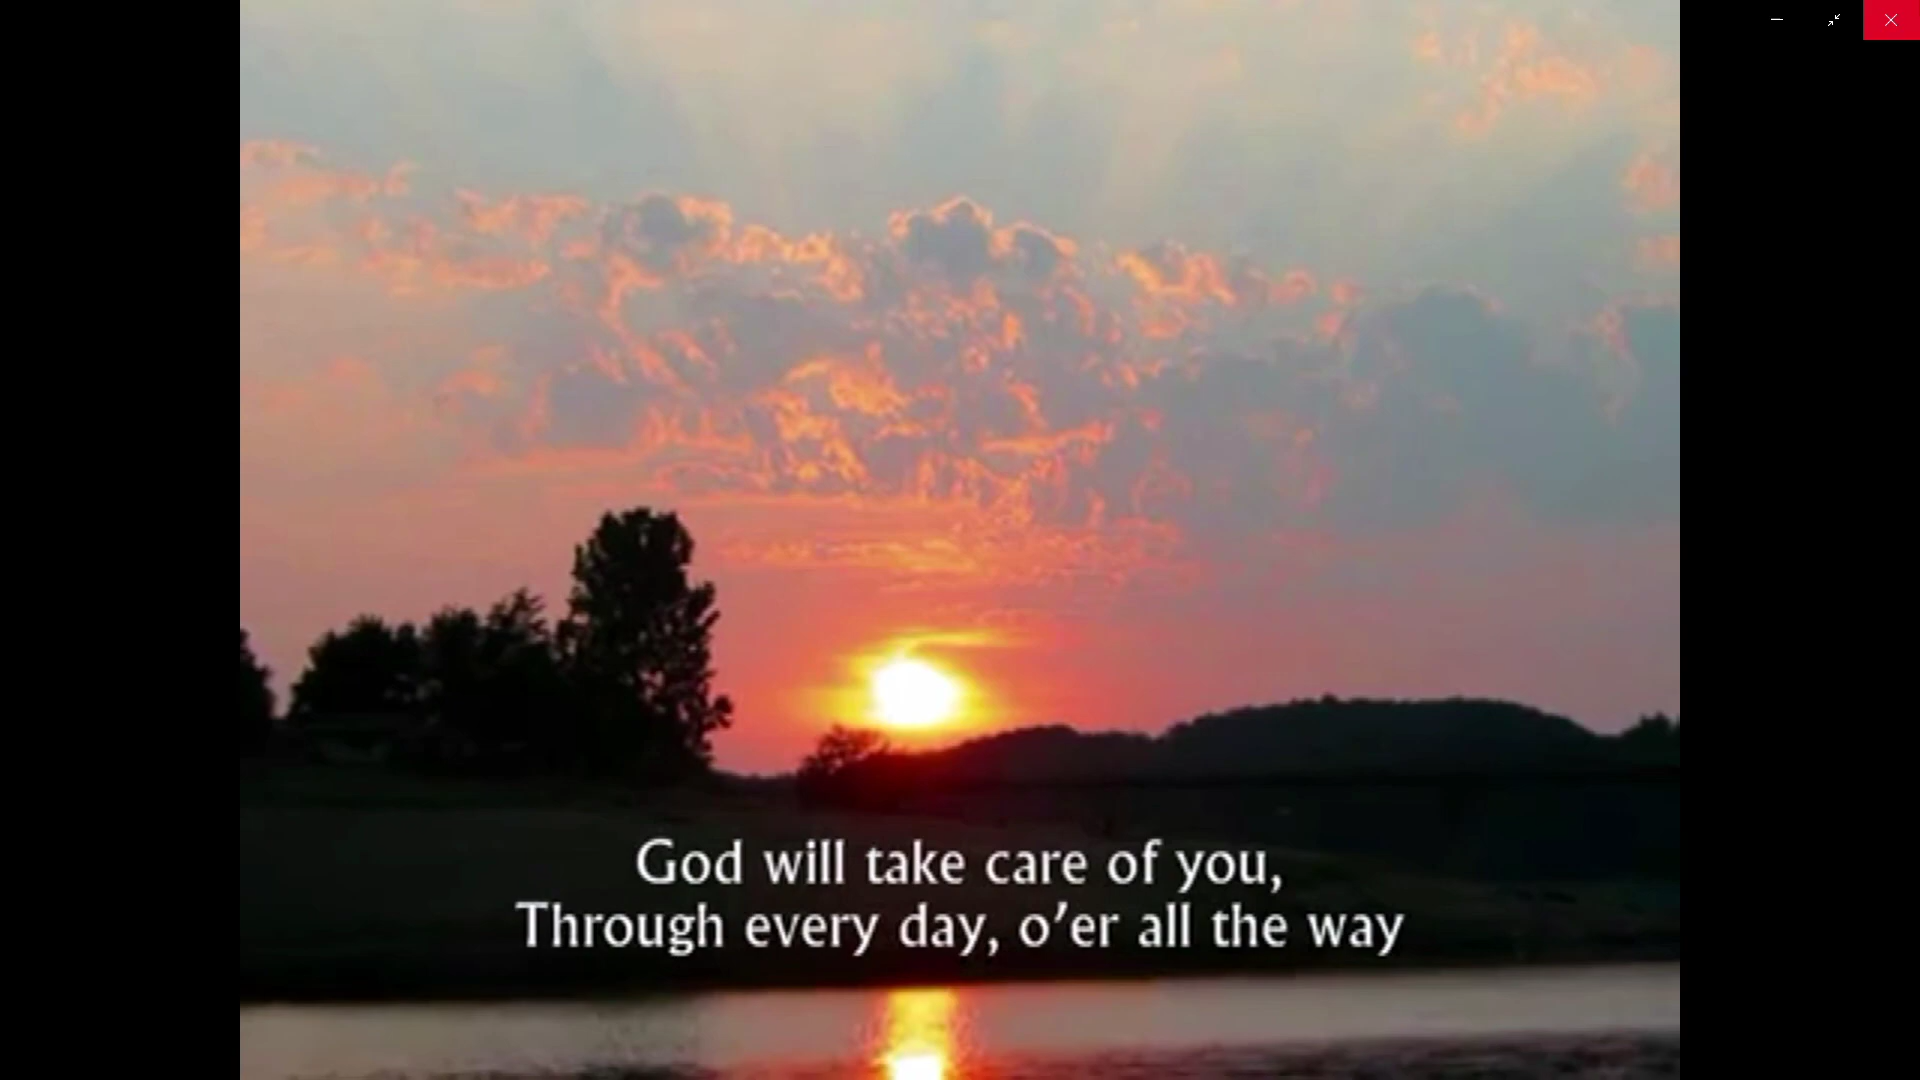 God will take care of you,
Through every day, o’er all the way